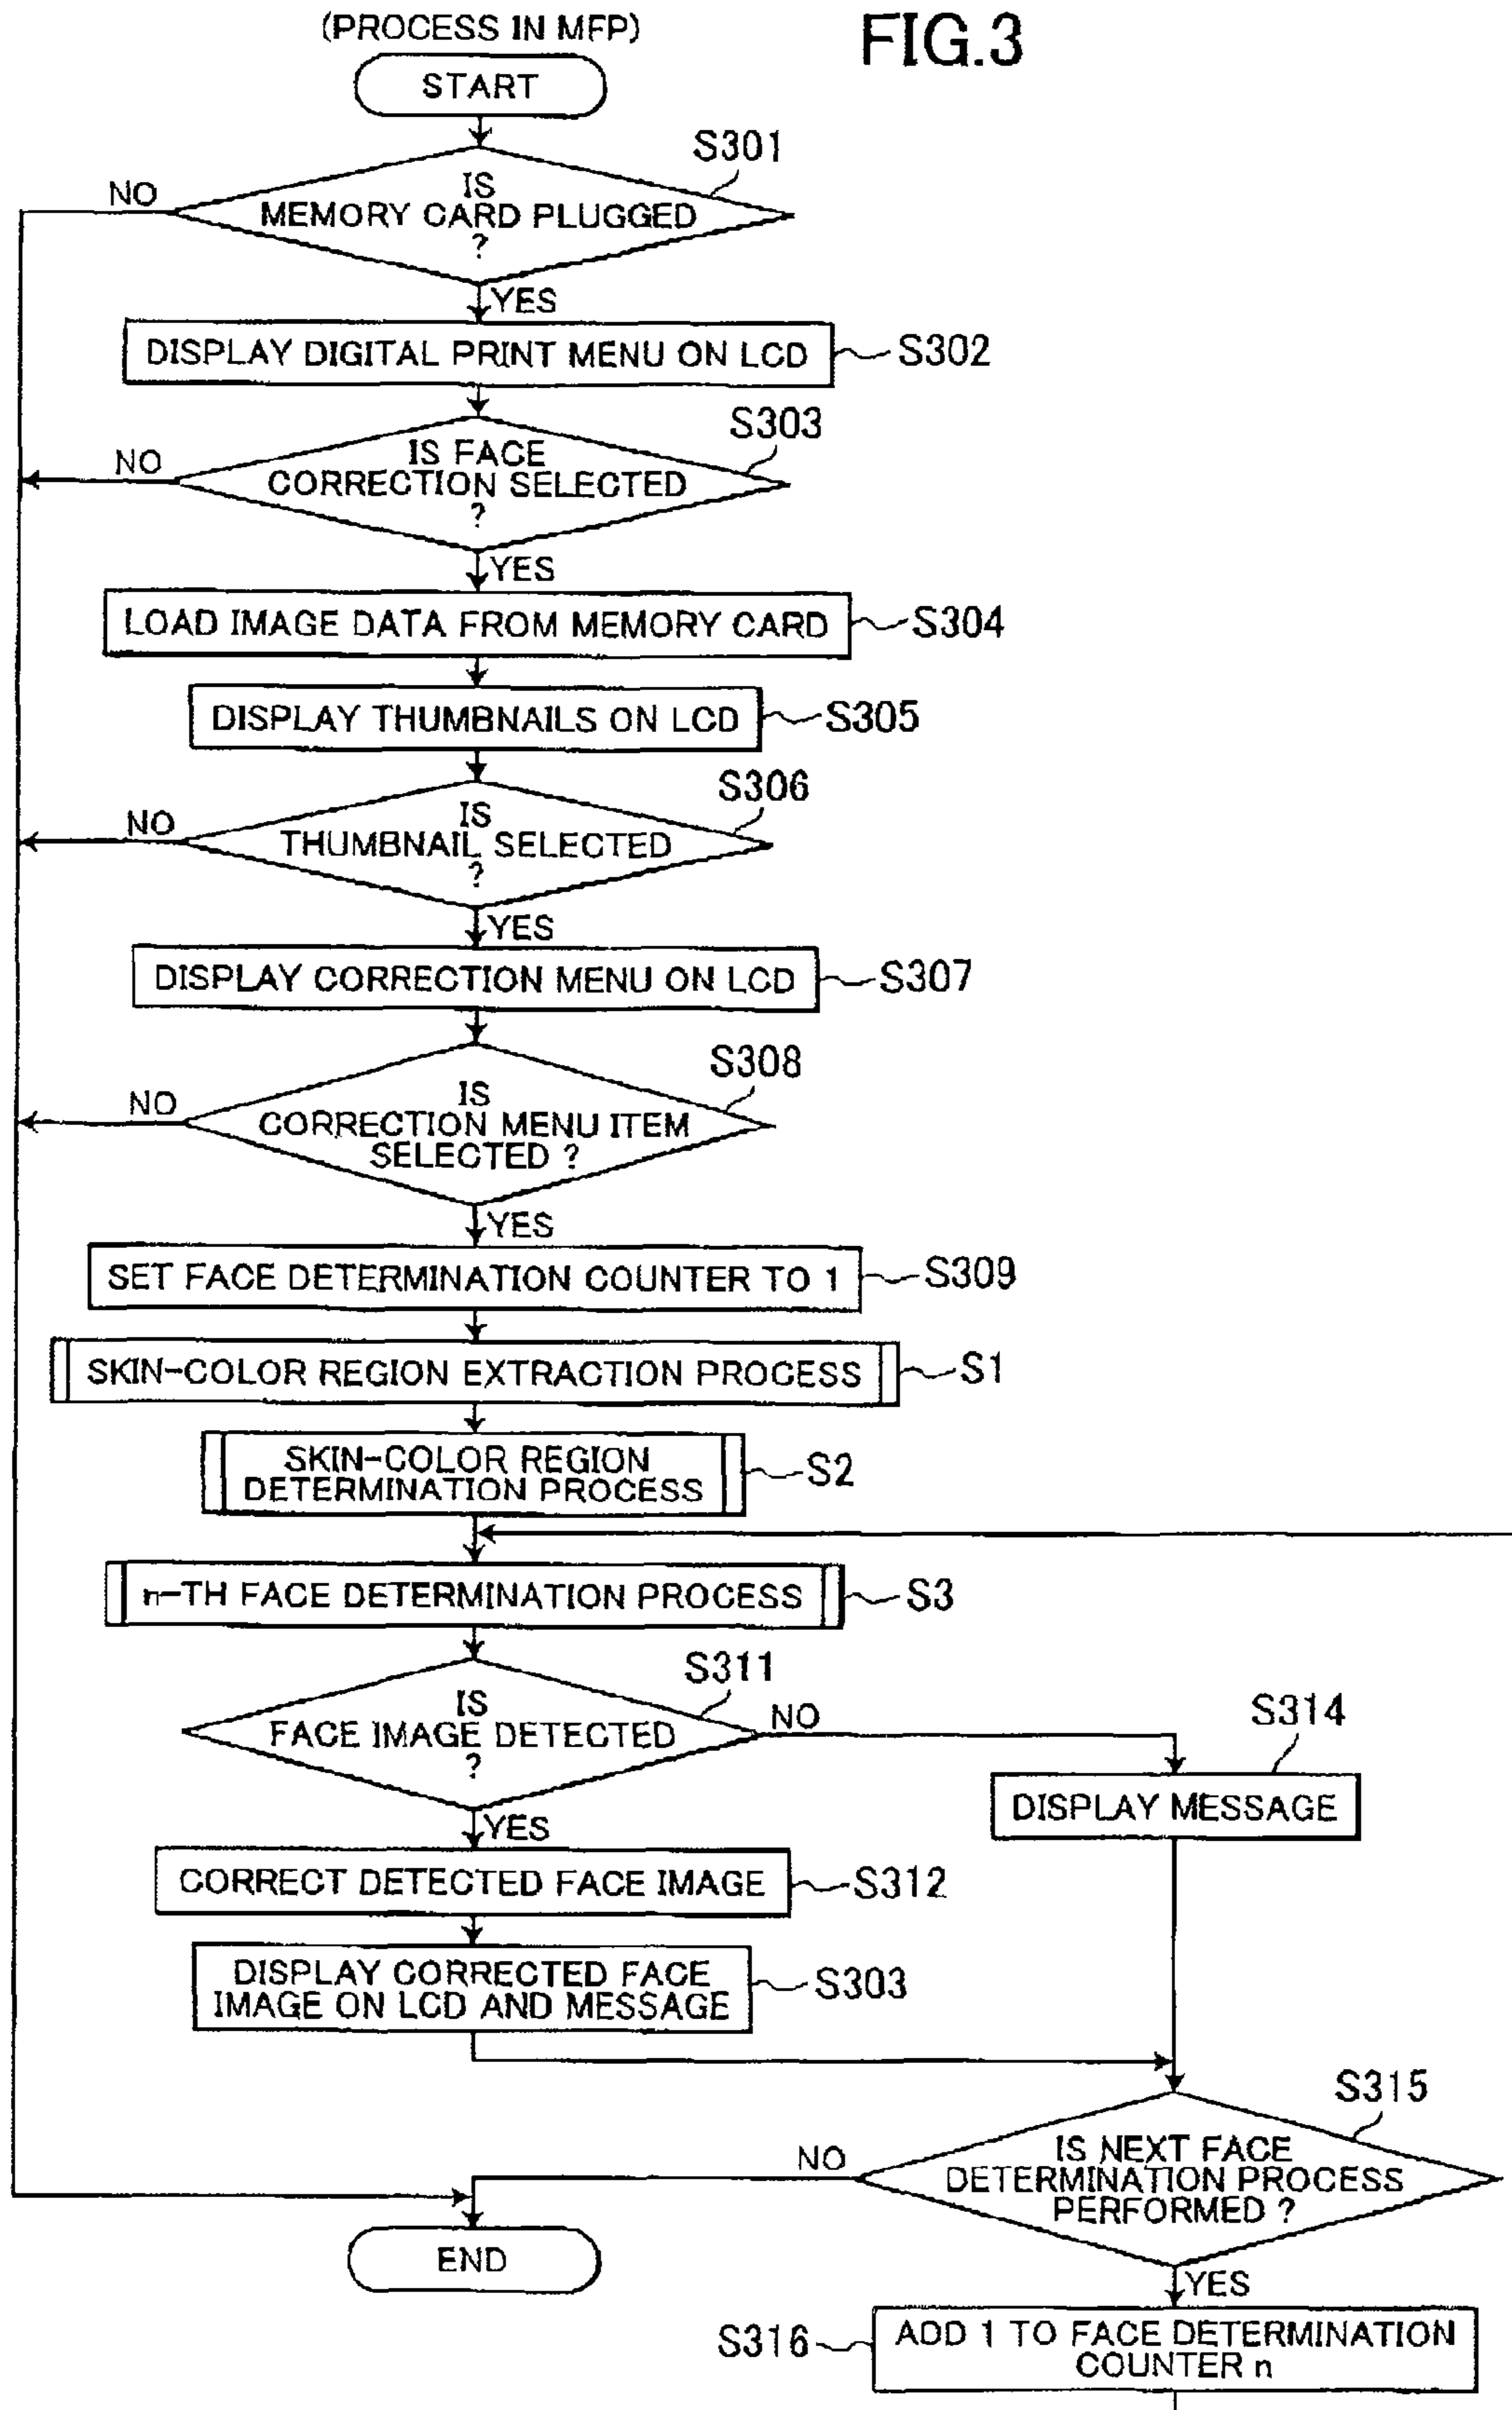 (PROCESS IN MFP)
FIG.3
START
S301
IS
MEMORY CARD PLUGGED
?
NO
YES
DISPLAY DIGITAL PRINT MENU ON LCD
S302
S303
IS FACE
CORRECTION SELECTED
?
NO
YES
LOAD IMAGE DATA FROM MEMORY CARD
S304
DISPLAY THUMBNAILS ON LCD
S305
S306
IS
THUMBNAIL SELECTED
?
NO
YES
DISPLAY CORRECTION MENU ON LCD
S307
S308
IS
CORRECTION MENU ITEM
SELECTED ?
NO
YES
SET FACE DETERMINATION COUNTER TO 1
S309
SKIN-COLOR REGION EXTRACTION PROCESS
S1
SKIN-COLOR REGION
DETERMINATION PROCESS
S2
n-TH FACE DETERMINATION PROCESS
S3
S311
IS
FACE IMAGE DETECTED
?
NO
YES
S314
DISPLAY MESSAGE
CORRECT DETECTED FACE IMAGE
S312
DISPLAY CORRECTED FACE
IMAGE ON LCD AND MESSAGE
S303
S315
IS NEXT FACE
DETERMINATION PROCESS
PERFORMED ?
NO
END
YES
S316
ADD 1 TO FACE DETERMINATION
COUNTER n